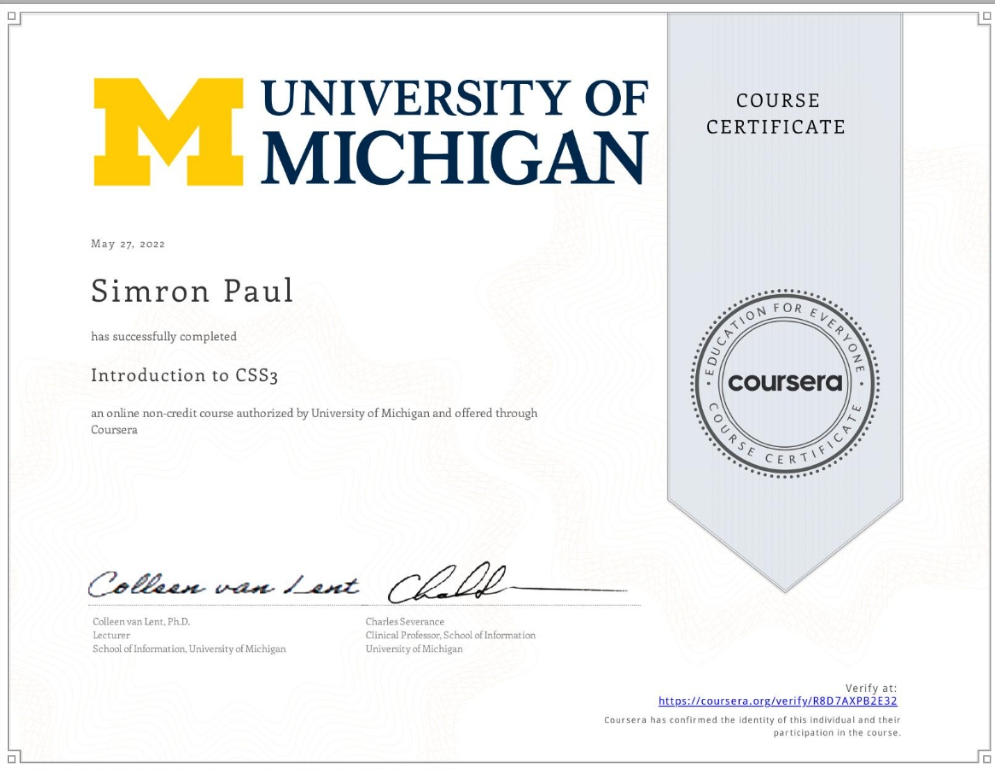 UNIVERSITY OF
MICHIGAN
COURSE
CERTIFICATE
May 27, 2022
Simron Paul
has successfully completed
Introduction to CSS3
an online non-credit course authorized by University of Michigan and offered through
Coursera
EDUCATION FOR EVERYONE
coursera
COURSE CERTIFICATE
Colleen van Lent
Colleen van Lent, Ph.D.
Lecturer
School of Information, University of Michigan
Charles Severance
Clinical Professor, School of Information
University of Michigan
Verify at:
https://coursera.org/verify/R8D7AXPB2E32
Coursera has confirmed the identity of this individual and their
participation in the course.